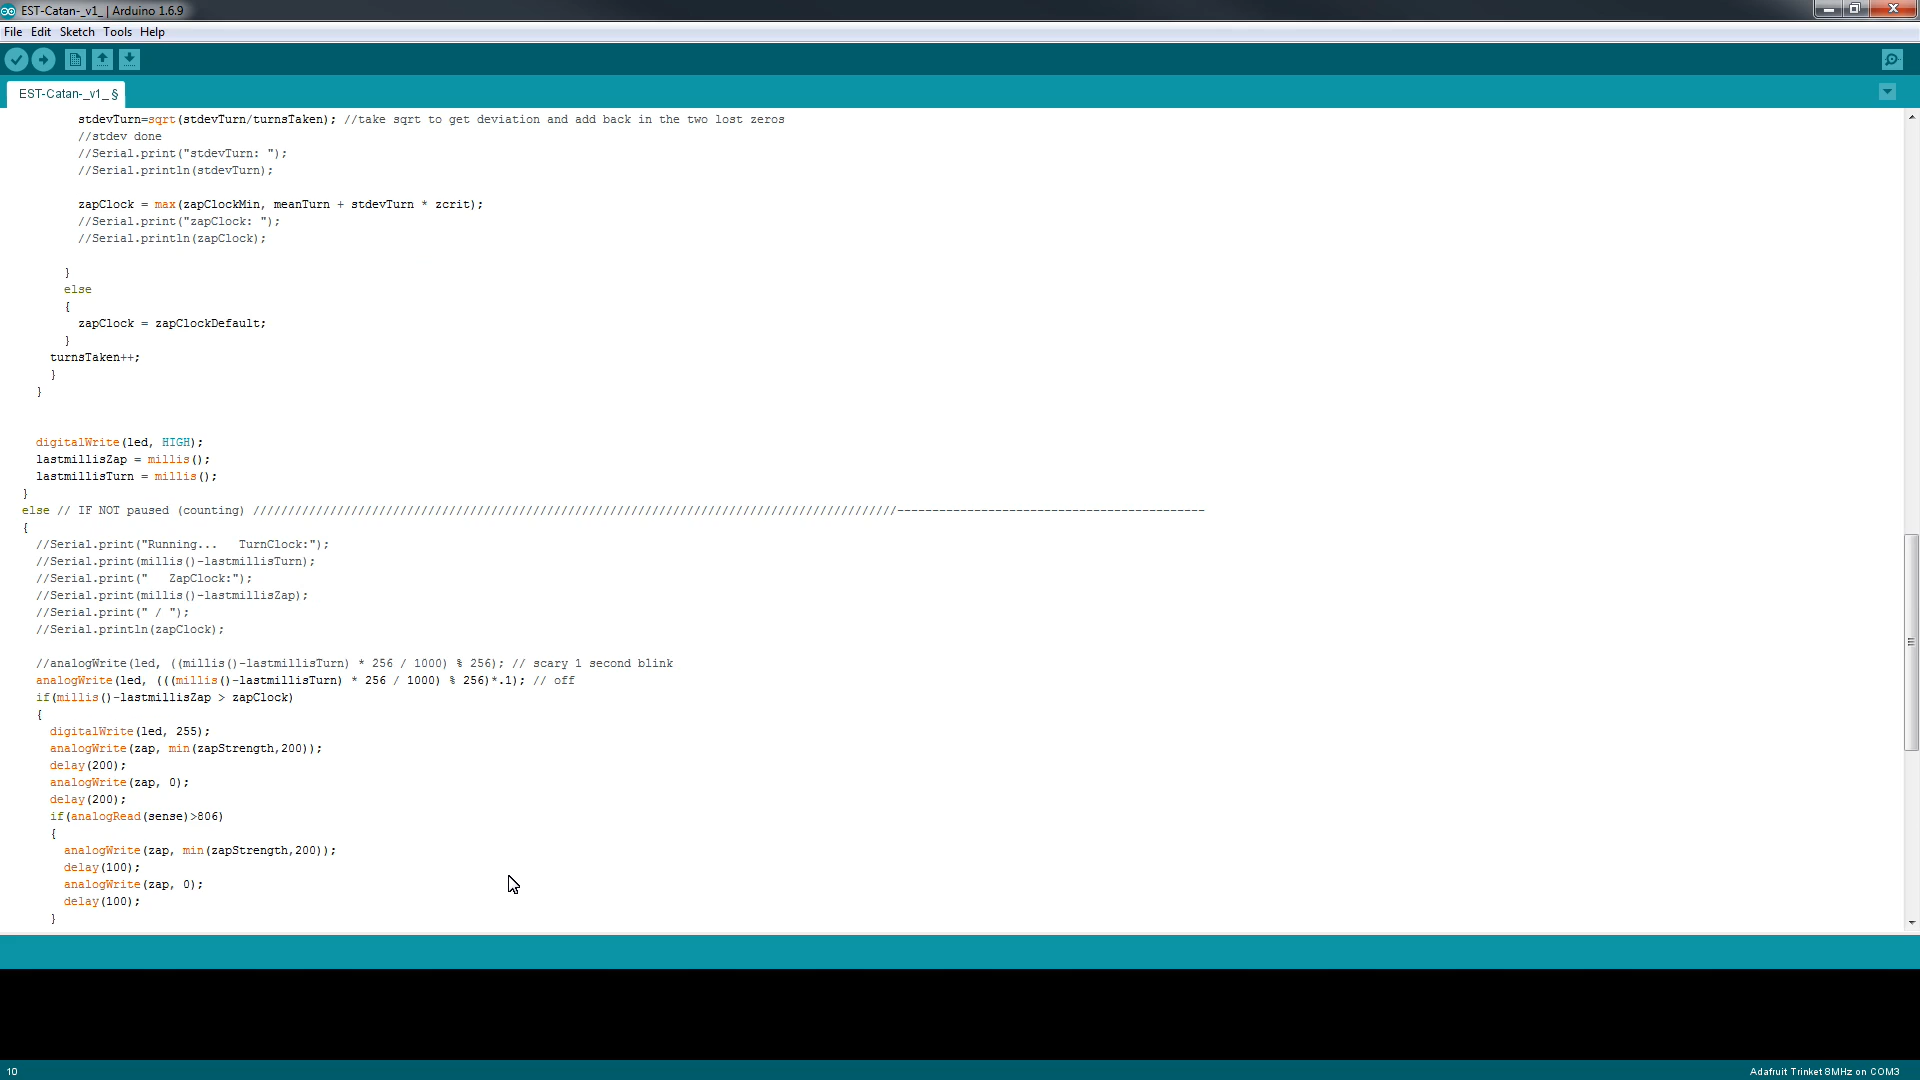 EST-Catan-_v1_ | Arduino 1.6.9
File Edit Sketch Tools Help
EST-Catan-_v1_ §
stdevTurn=sqrt(stdevTurn/turnsTaken); //take sqrt to get deviation and add back in the two lost zeros
//stdev done
//Serial.print("stdevTurn: ");
//Serial.println(stdevTurn);
zapClock = max(zapClockMin, meanTurn + stdevTurn * zcrit);
//Serial.print("zapClock: ");
//Serial.println(zapClock);
}
else
{
zapClock = zapClockDefault;
}
turnsTaken++;
}
}
digitalWrite(led, HIGH);
lastmillisZap = millis();
lastmillisTurn = millis();
}
else // IF NOT paused (counting) ////////////////////////////////////////////////////////////////////////////////////////////--------------------------------------------
{
//Serial.print("Running...   TurnClock:");
//Serial.print(millis()-lastmillisTurn);
//Serial.print("   ZapClock:");
//Serial.print(millis()-lastmillisZap);
//Serial.print(" / ");
//Serial.println(zapClock);
//analogWrite(led, ((millis()-lastmillisTurn) * 256 / 1000) % 256); // scary 1 second blink
analogWrite(led, (((millis()-lastmillisTurn) * 256 / 1000) % 256)*.1); // off
if(millis()-lastmillisZap > zapClock)
{
digitalWrite(led, 255);
analogWrite(zap, min(zapStrength,200));
delay(200);
analogWrite(zap, 0);
delay(200);
if(analogRead(sense)>806)
{
analogWrite(zap, min(zapStrength,200));
delay(100);
analogWrite(zap, 0);
delay(100);
}
10
Adafruit Trinket 8MHz on COM3